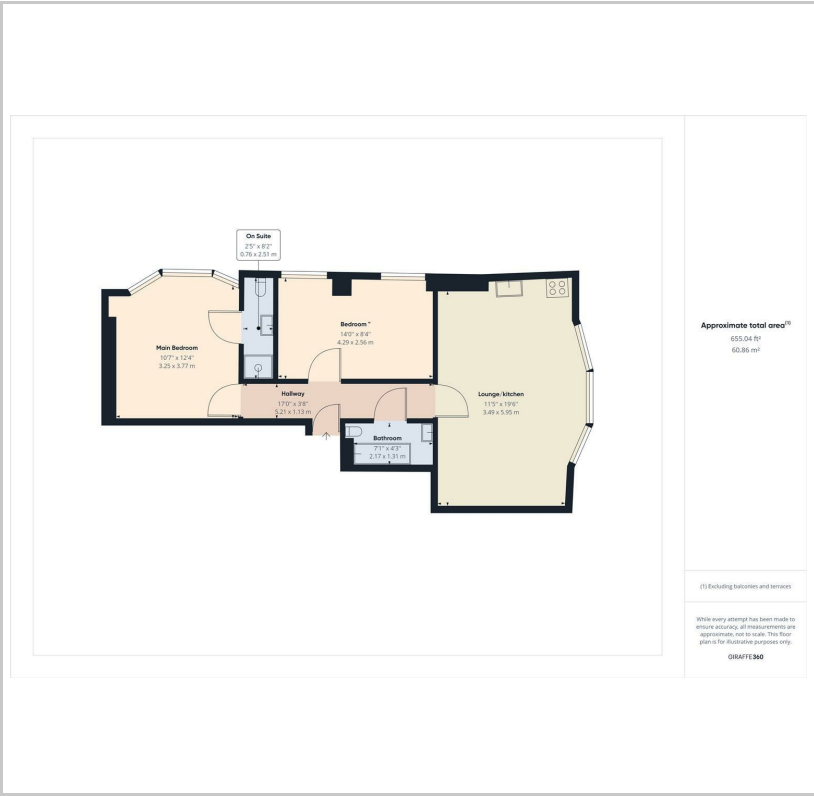 On Suite
2'5" x 8'2"
0.76 x 2.51 m
Main Bedroom
10'7" x 12'4"
3.25 x 3.77 m
Bedroom "
14'0" x 8'4"
4.29 x 2.56 m
Hallway
17'0" x 3'8"
5.21 x 1.13 m
Lounge/kitchen
11'5" x 19'6"
3.49 x 5.95 m
Bathroom
7'1" x 4'3"
2.17 x 1.31 m
Approximate total area(1)
655.04 ft²
60.86 m²
(1) Excluding balconies and terraces
While every attempt has been made to
ensure accuracy, all measurements are
approximate, not to scale. This floor
plan is for illustrative purposes only.
GIRAFFE360